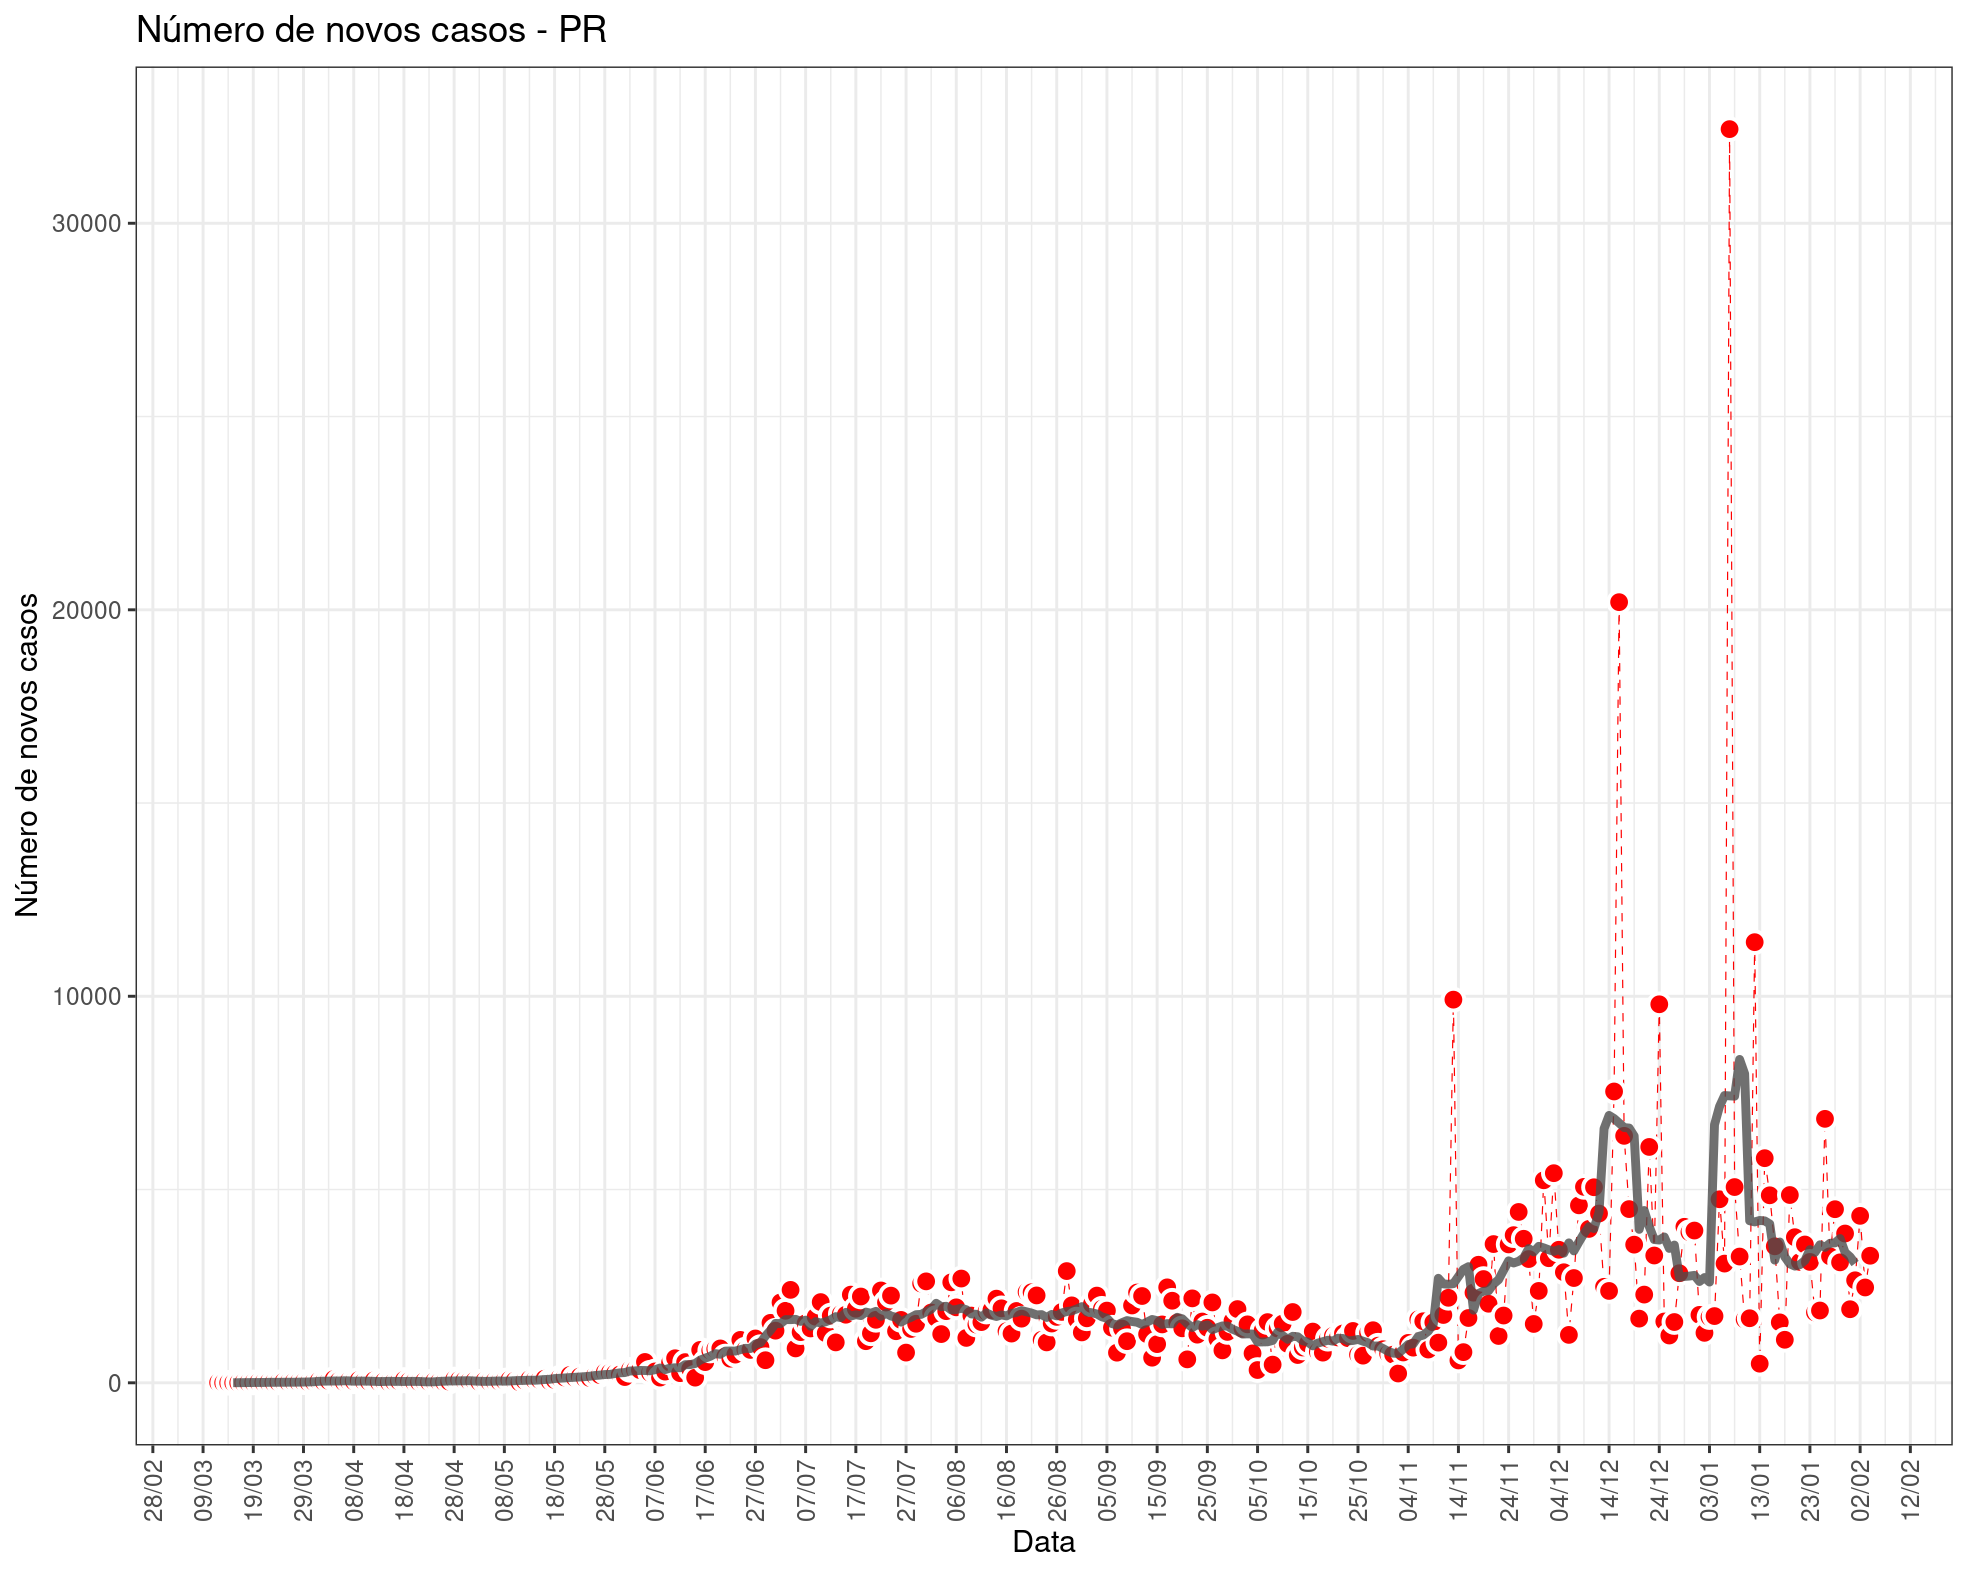 Número de novos casos - PR
Número de novos casos
30000
20000
10000
0
28/02 09/03 19/03 29/03 08/04 18/04 28/04 08/05 18/05 28/05 07/06 17/06 27/06 07/07 17/07 27/07 06/08 16/08 26/08 05/09 15/09 25/09 05/10 15/10 25/10 04/11 14/11 24/11 04/12 14/12 24/12 03/01 13/01 23/01 02/02 12/02
Data